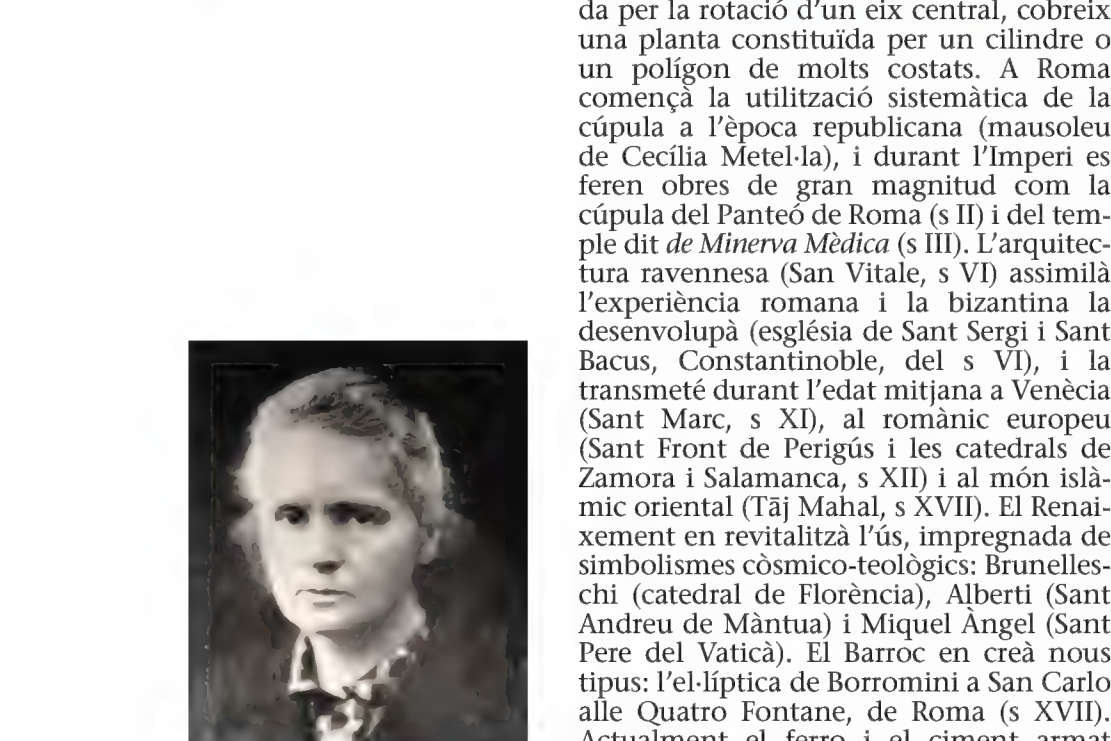 da per la rotació d'un eix central, cobreix
una planta constituïda per un cilindre o
un polígon de molts costats. A Roma
començà la utilització sistemàtica de la
cúpula a l'època republicana (mausoleu
de Cecília Metel·la), i durant l'Imperi es
feren obres de gran magnitud com la
cúpula del Panteó de Roma (s II) i del tem-
ple dit de Minerva Mèdica (s III). L'arquitec-
tura ravennesa (San Vitale, s VI) assimilà
l'experiència romana i la bizantina la
desenvolupà (església de Sant Sergi i Sant
Bacus, Constantinoble, del s VI), i la
transmeté durant l'edat mitjana a Venècia
(Sant Marc, s XI), al romànic europeu
(Sant Front de Perigús i les catedrals de
Zamora i Salamanca, s XII) i al món islà-
mic oriental (Tāj Mahal, s XVII). El Renai-
xement en revitalitzà l'ús, impregnada de
simbolismes còsmico-teològics: Brunelles-
chi (catedral de Florència), Alberti (Sant
Andreu de Màntua) i Miquel Àngel (Sant
Pere del Vaticà). El Barroc en creà nous
tipus: l'el·líptica de Borromini a San Carlo
alle Quatro Fontane, de Roma (s XVII).
Actualment el ferro i el ciment armat